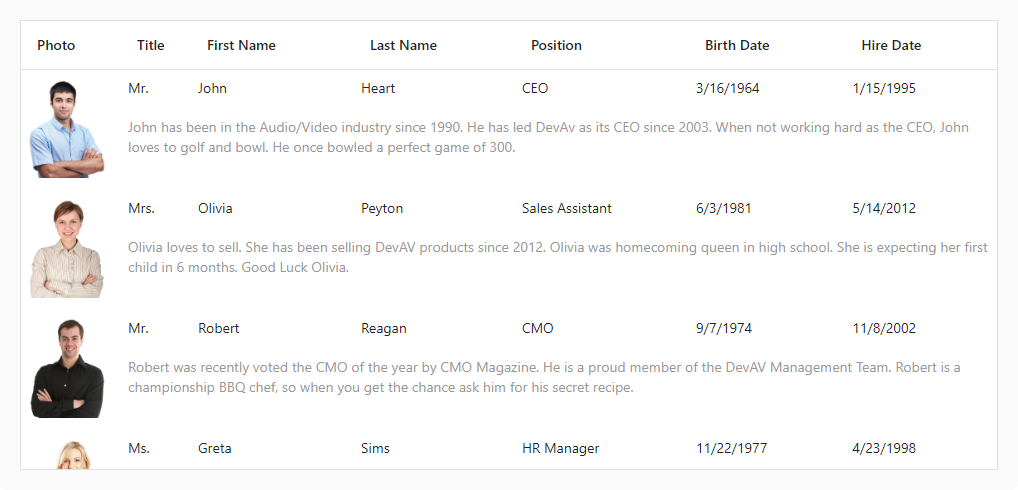 Photo Title First Name Last Name Position Birth Date Hire Date
Mr. John Heart CEO 3/16/1964 1/15/1995
John has been in the Audio/Video industry since 1990. He has led DevAv as its CEO since 2003. When not working hard as the CEO, John
loves to golf and bowl. He once bowled a perfect game of 300.
Mrs. Olivia Peyton Sales Assistant 6/3/1981 5/14/2012
Olivia loves to sell. She has been selling DevAV products since 2012. Olivia was homecoming queen in high school. She is expecting her first
child in 6 months. Good Luck Olivia.
Mr. Robert Reagan CMO 9/7/1974 11/8/2002
Robert was recently voted the CMO of the year by CMO Magazine. He is a proud member of the DevAV Management Team. Robert is a
championship BBQ chef, so when you get the chance ask him for his secret recipe.
Ms. Greta Sims HR Manager 11/22/1977 4/23/1998